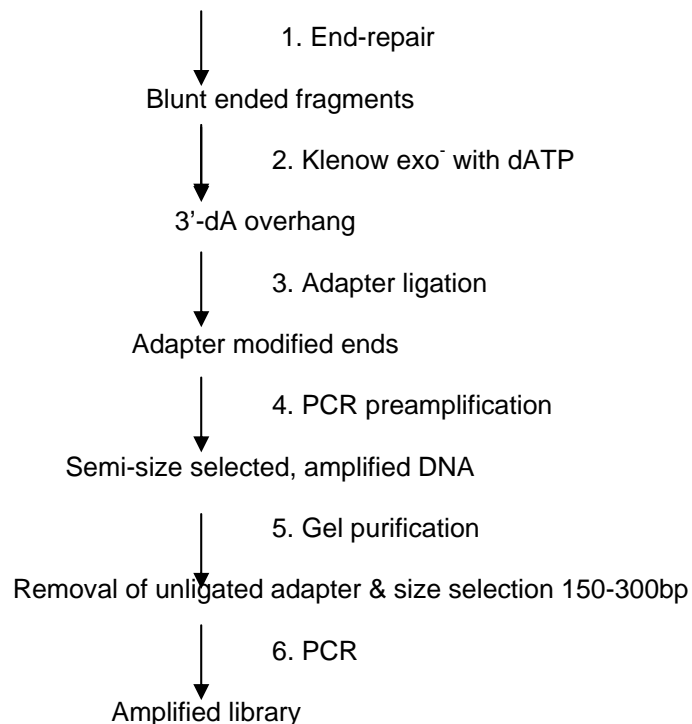 1. End-repair
Blunt ended fragments
2. Klenow exo⁻ with dATP
3’-dA overhang
3. Adapter ligation
Adapter modified ends
4. PCR preamplification
Semi-size selected, amplified DNA
5. Gel purification
Removal of unligated adapter & size selection 150-300bp
6. PCR
Amplified library